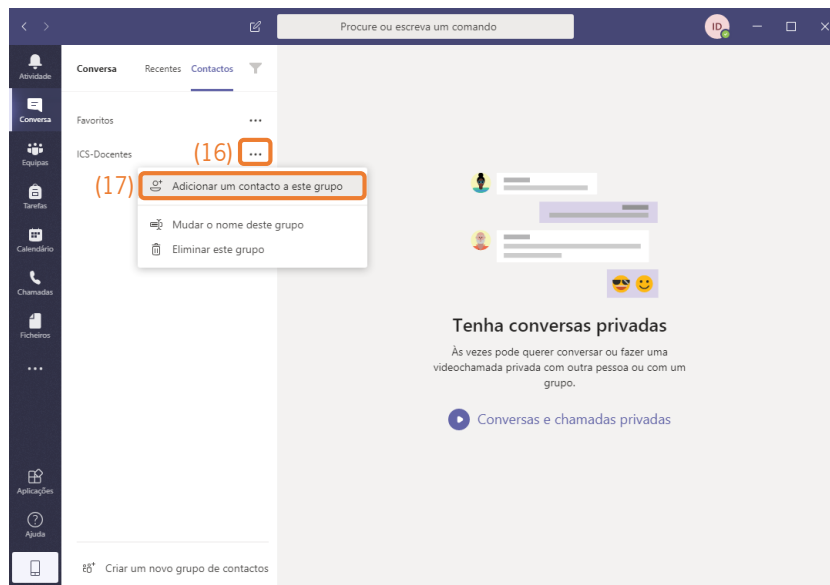 Procure ou escreva um comando
ID
Atividade
Conversa
Equipas
Tarefas
Calendário
Chamadas
Ficheiros
Aplicações
Ajuda
Conversa Recentes Contactos
Favoritos ...
ICS-Docentes (16) ...
(17) Adicionar um contacto a este grupo
Mudar o nome deste grupo
Eliminar este grupo
Criar um novo grupo de contactos
Tenha conversas privadas
Às vezes pode querer conversar ou fazer uma
videochamada privada com outra pessoa ou com um
grupo.
Conversas e chamadas privadas